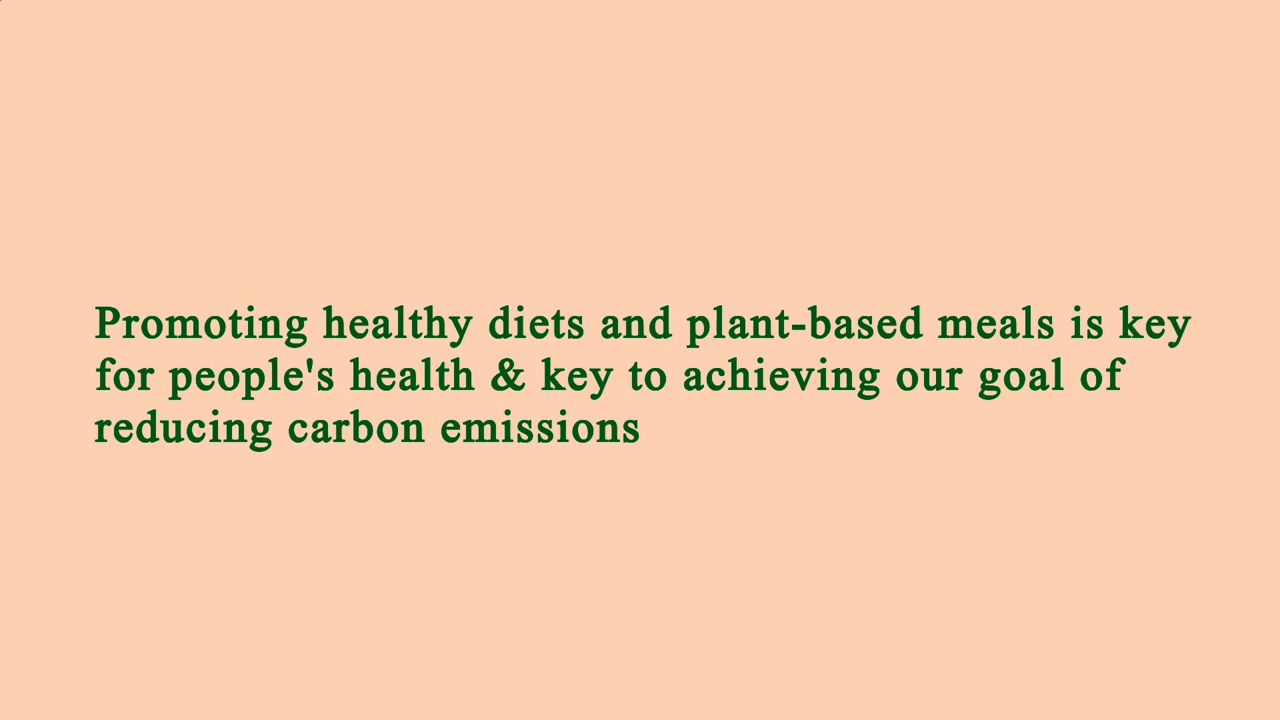 Promoting healthy diets and plant-based meals is key
for people's health & key to achieving our goal of
reducing carbon emissions